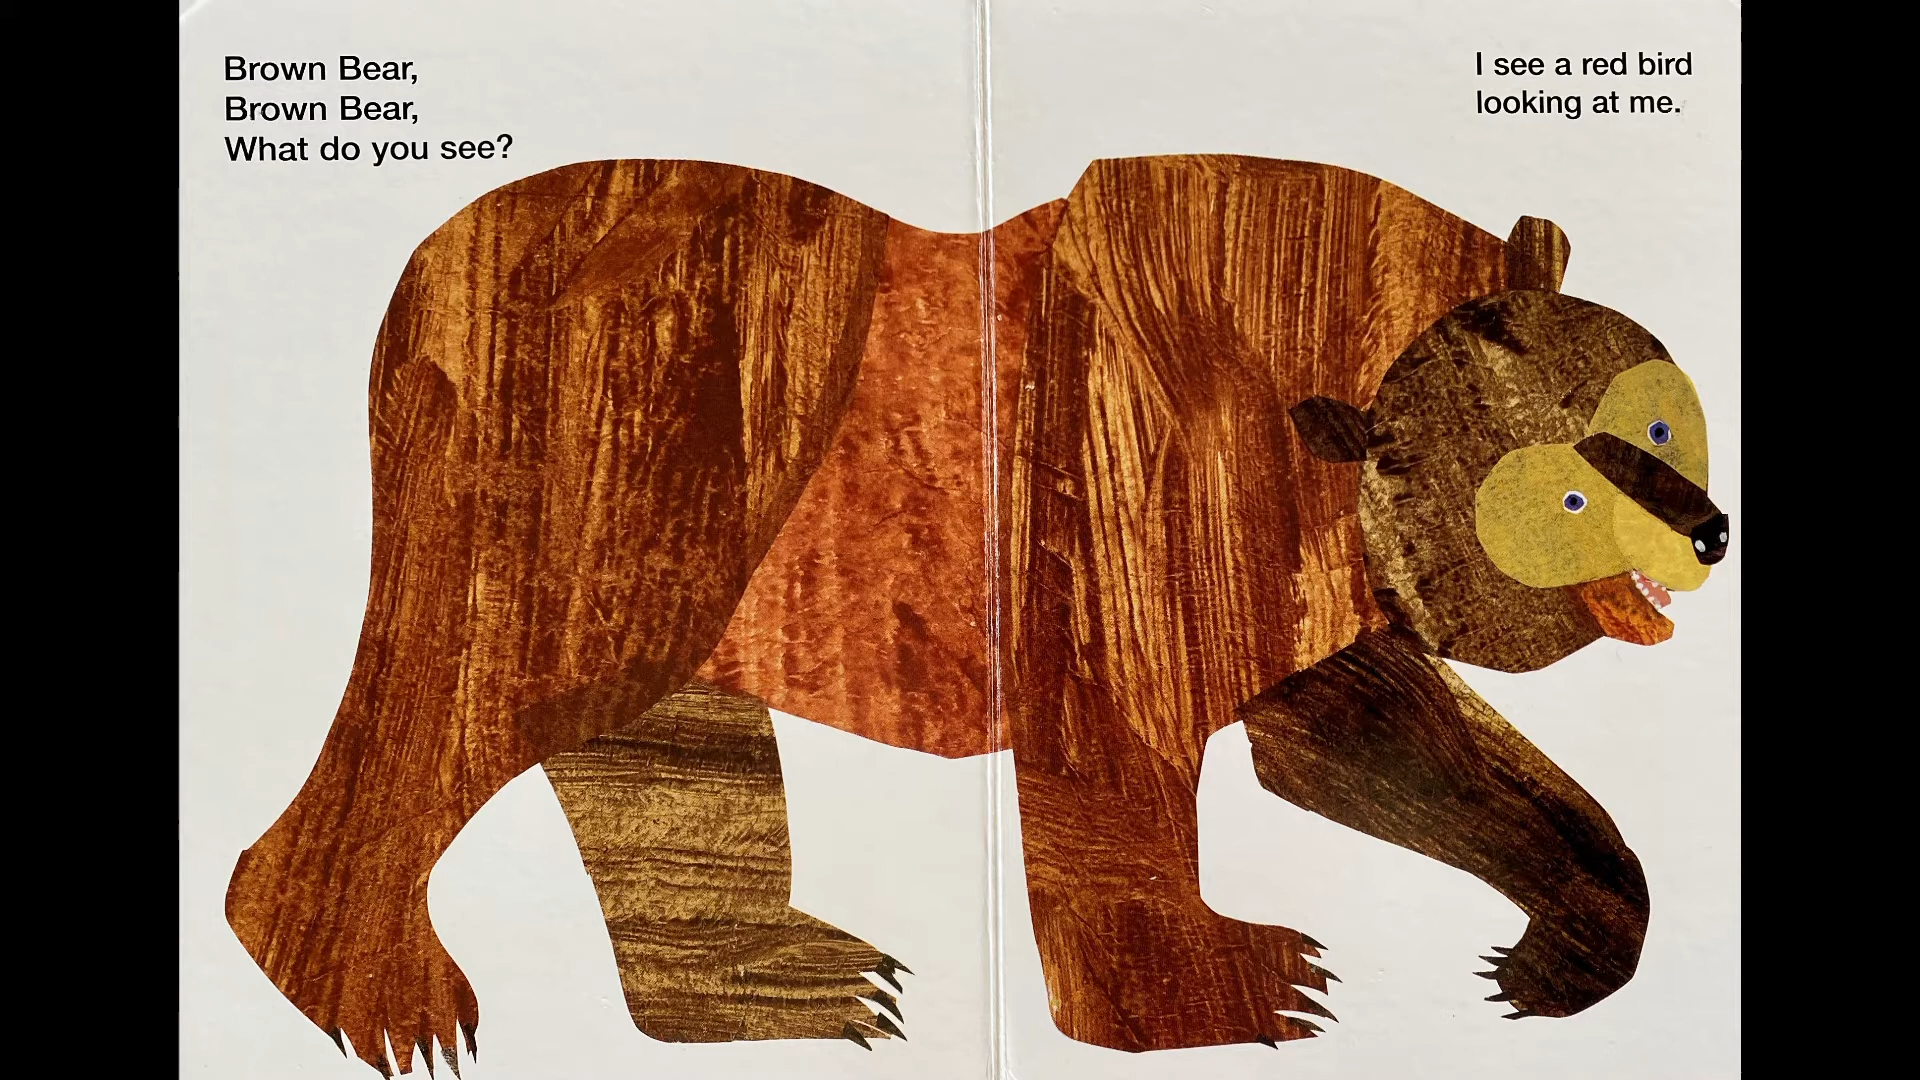 Brown Bear,
Brown Bear,
What do you see?
I see a red bird
looking at me.